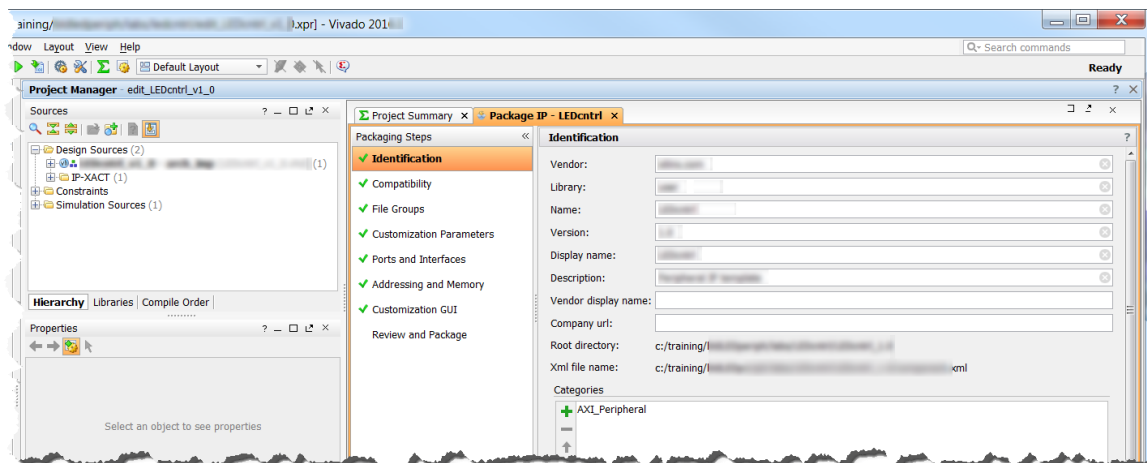 aining/ 0.xpr] - Vivado 201
ndow Layout View Help
Search commands
Default Layout
Ready
Project Manager - edit_LEDcntrl_v1_0
Sources
Design Sources (2)
(1)
IP-XACT (1)
Constraints
Simulation Sources (1)
Hierarchy Libraries Compile Order
Properties
Select an object to see properties
Project Summary Package IP - LEDcntrl
Packaging Steps
Identification
Compatibility
File Groups
Customization Parameters
Ports and Interfaces
Addressing and Memory
Customization GUI
Review and Package
Identification
Vendor:
Library:
Name:
Version:
Display name:
Description:
Vendor display name:
Company url:
Root directory: c:/training/
Xml file name: c:/training/ xml
Categories
AXI_Peripheral